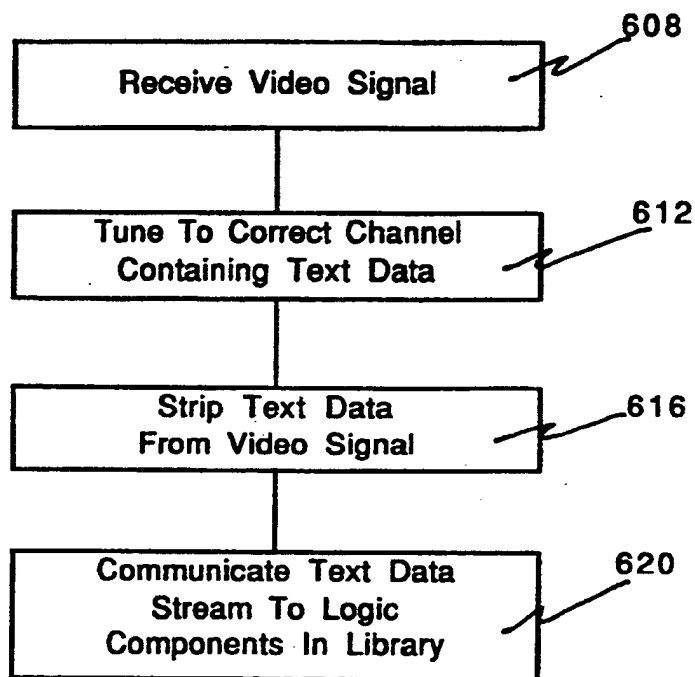 608
Receive Video Signal
612
Tune To Correct Channel
Containing Text Data
616
Strip Text Data
From Video Signal
620
Communicate Text Data
Stream To Logic
Components In Library